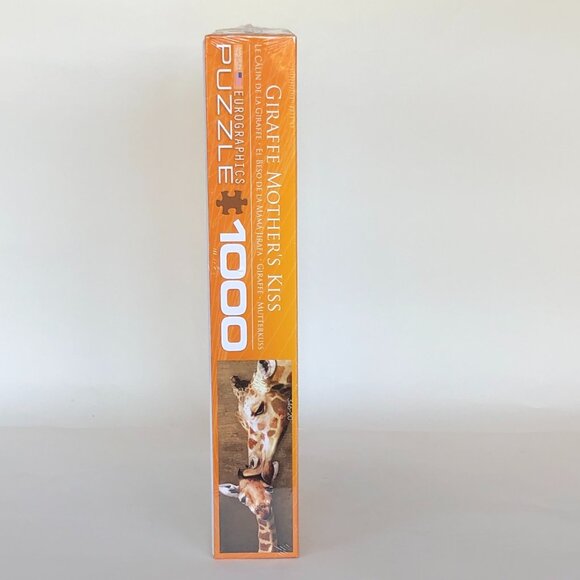 GIRAFFE MOTHER'S KISS
LE CÂLIN DE LA GIRAFE • EL BESO DE LA MAMÁ JIRAFA • GIRAFFE - MUTTERKUSS
EUROGRAPHICS
PUZZLE 1000